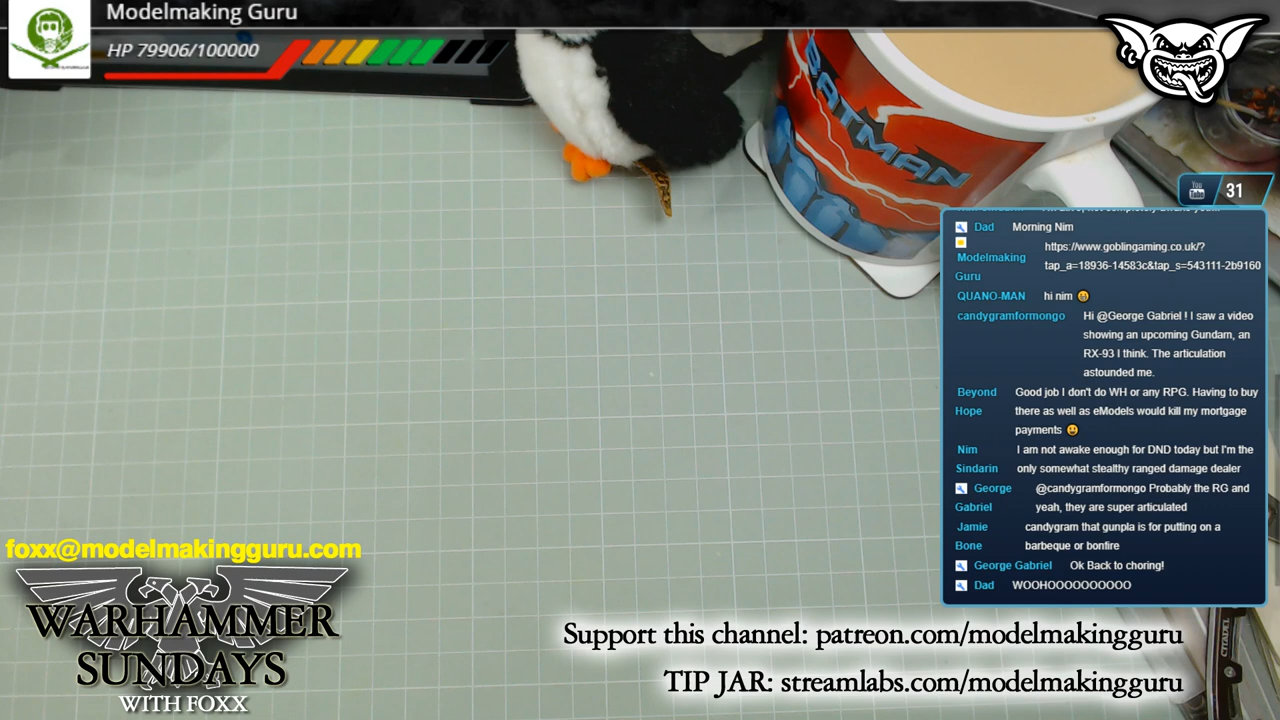 Modelmaking Guru
HP 79906/100000
BATMAN
You
Tube
31
Dad Morning Nim
Modelmaking
Guru
https://www.goblingaming.co.uk/?
tap_a=18936-14583c&tap_s=543111-2b9160
QUANO-MAN hi nim
candygramformongo Hi @George Gabriel ! I saw a video
showing an upcoming Gundam, an
RX-93 I think. The articulation
astounded me.
Beyond Good job I don't do WH or any RPG. Having to buy
Hope there as well as eModels would kill my mortgage
payments
Nim I am not awake enough for DND today but I'm the
Sindarin only somewhat stealthy ranged damage dealer
George @candygramformongo Probably the RG and
Gabriel yeah, they are super articulated
Jamie candygram that gunpla is for putting on a
Bone barbeque or bonfire
George Gabriel Ok Back to choring!
Dad WOOHOOOOOOOOOO
foxx@modelmakingguru.com
WARHAMMER
SUNDAYS
WITH FOXX
Support this channel: patreon.com/modelmakingguru
TIP JAR: streamlabs.com/modelmakingguru
CITADEL